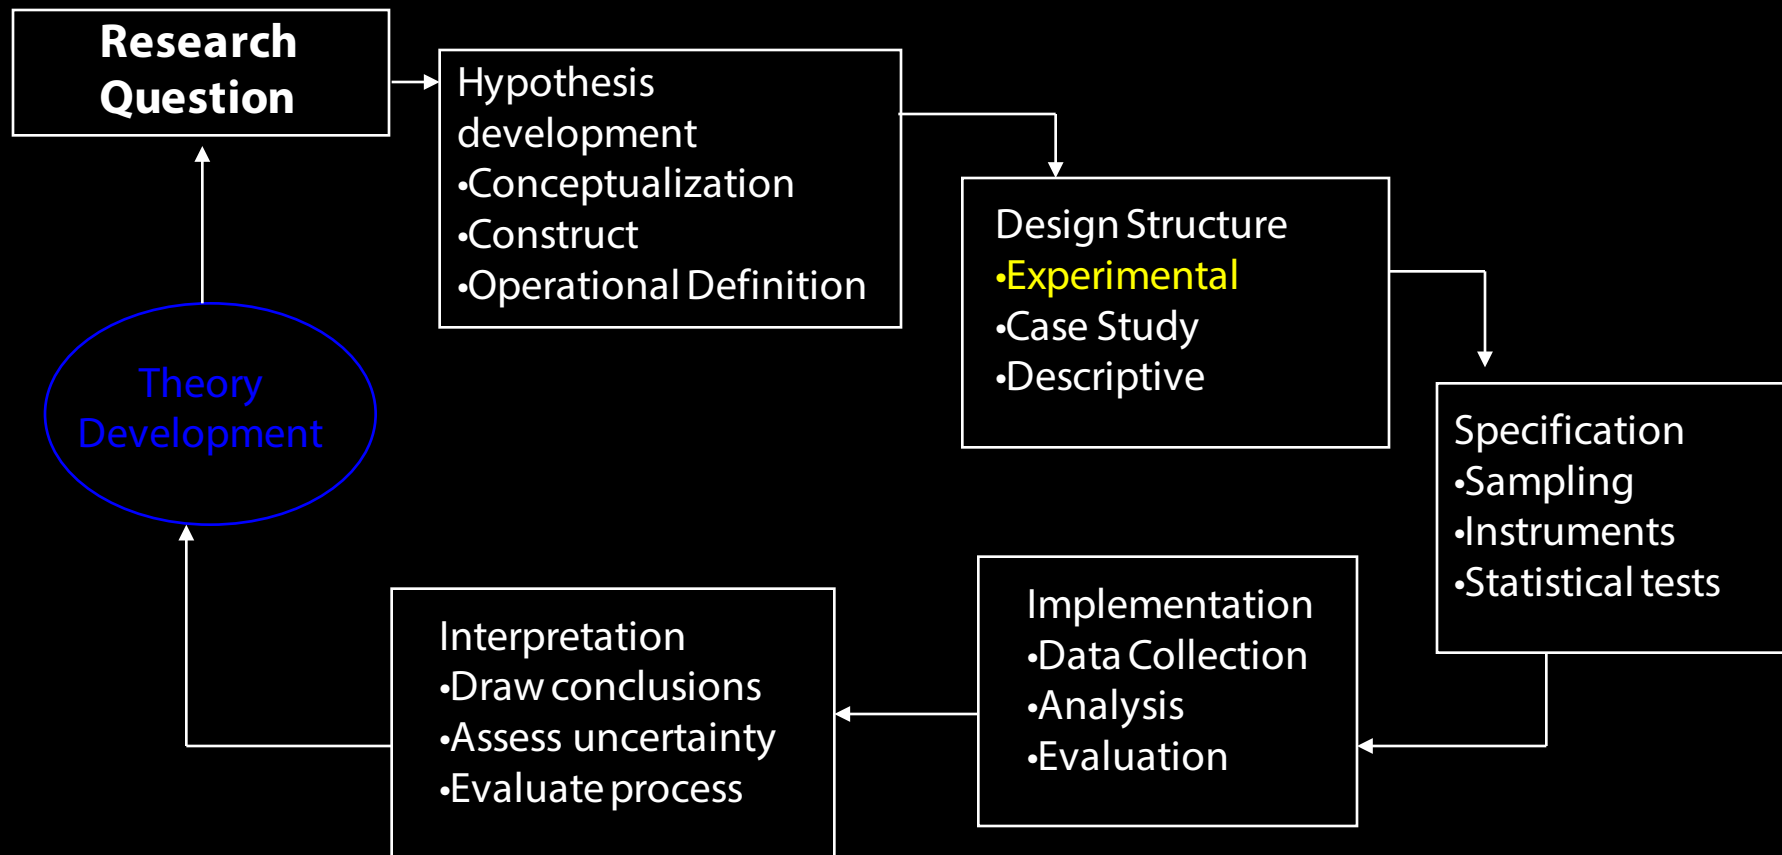 Research
Question
Hypothesis
development
•Conceptualization
•Construct
•Operational Definition
Design Structure
•Experimental
•Case Study
•Descriptive
Specification
•Sampling
•Instruments
•Statistical tests
Implementation
•Data Collection
•Analysis
•Evaluation
Interpretation
•Draw conclusions
•Assess uncertainty
•Evaluate process
Theory
Development